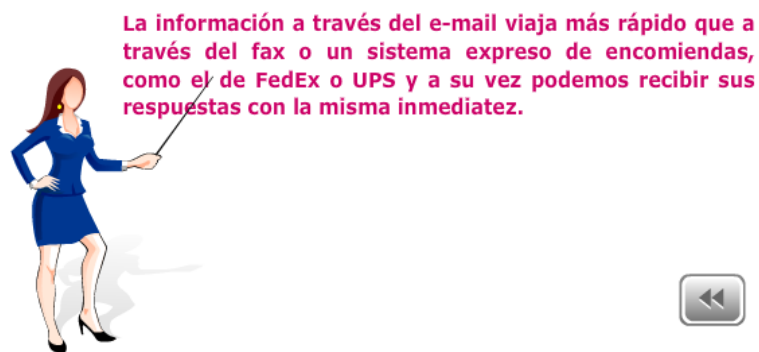 La información a través del e-mail viaja más rápido que a
través del fax o un sistema expreso de encomiendas,
como el de FedEx o UPS y a su vez podemos recibir sus
respuestas con la misma inmediatez.